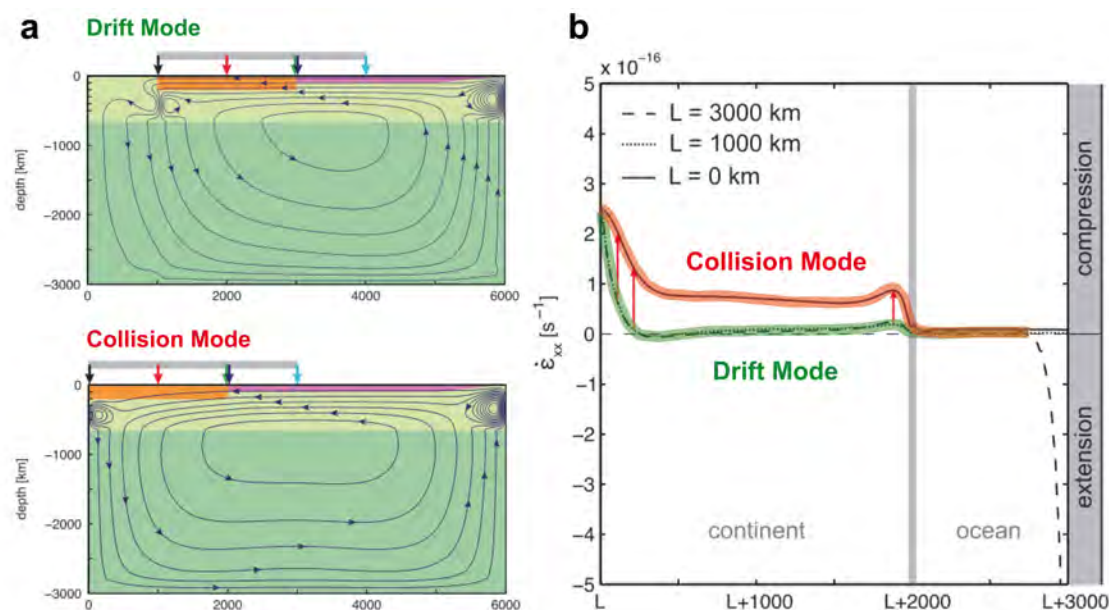 a
Drift Mode
0
-1000
-2000
-3000
depth [km]
0 2000 4000 6000
Collision Mode
0
-1000
-2000
-3000
depth [km]
0 2000 4000 6000
b
x 10⁻¹⁶
5
4
3
2
1
0
-1
-2
-3
-4
-5
ε̇xx [s⁻¹]
L = 3000 km
L = 1000 km
L = 0 km
Collision Mode
Drift Mode
continent
ocean
compression
extension
L L+1000 L+2000 L+3000